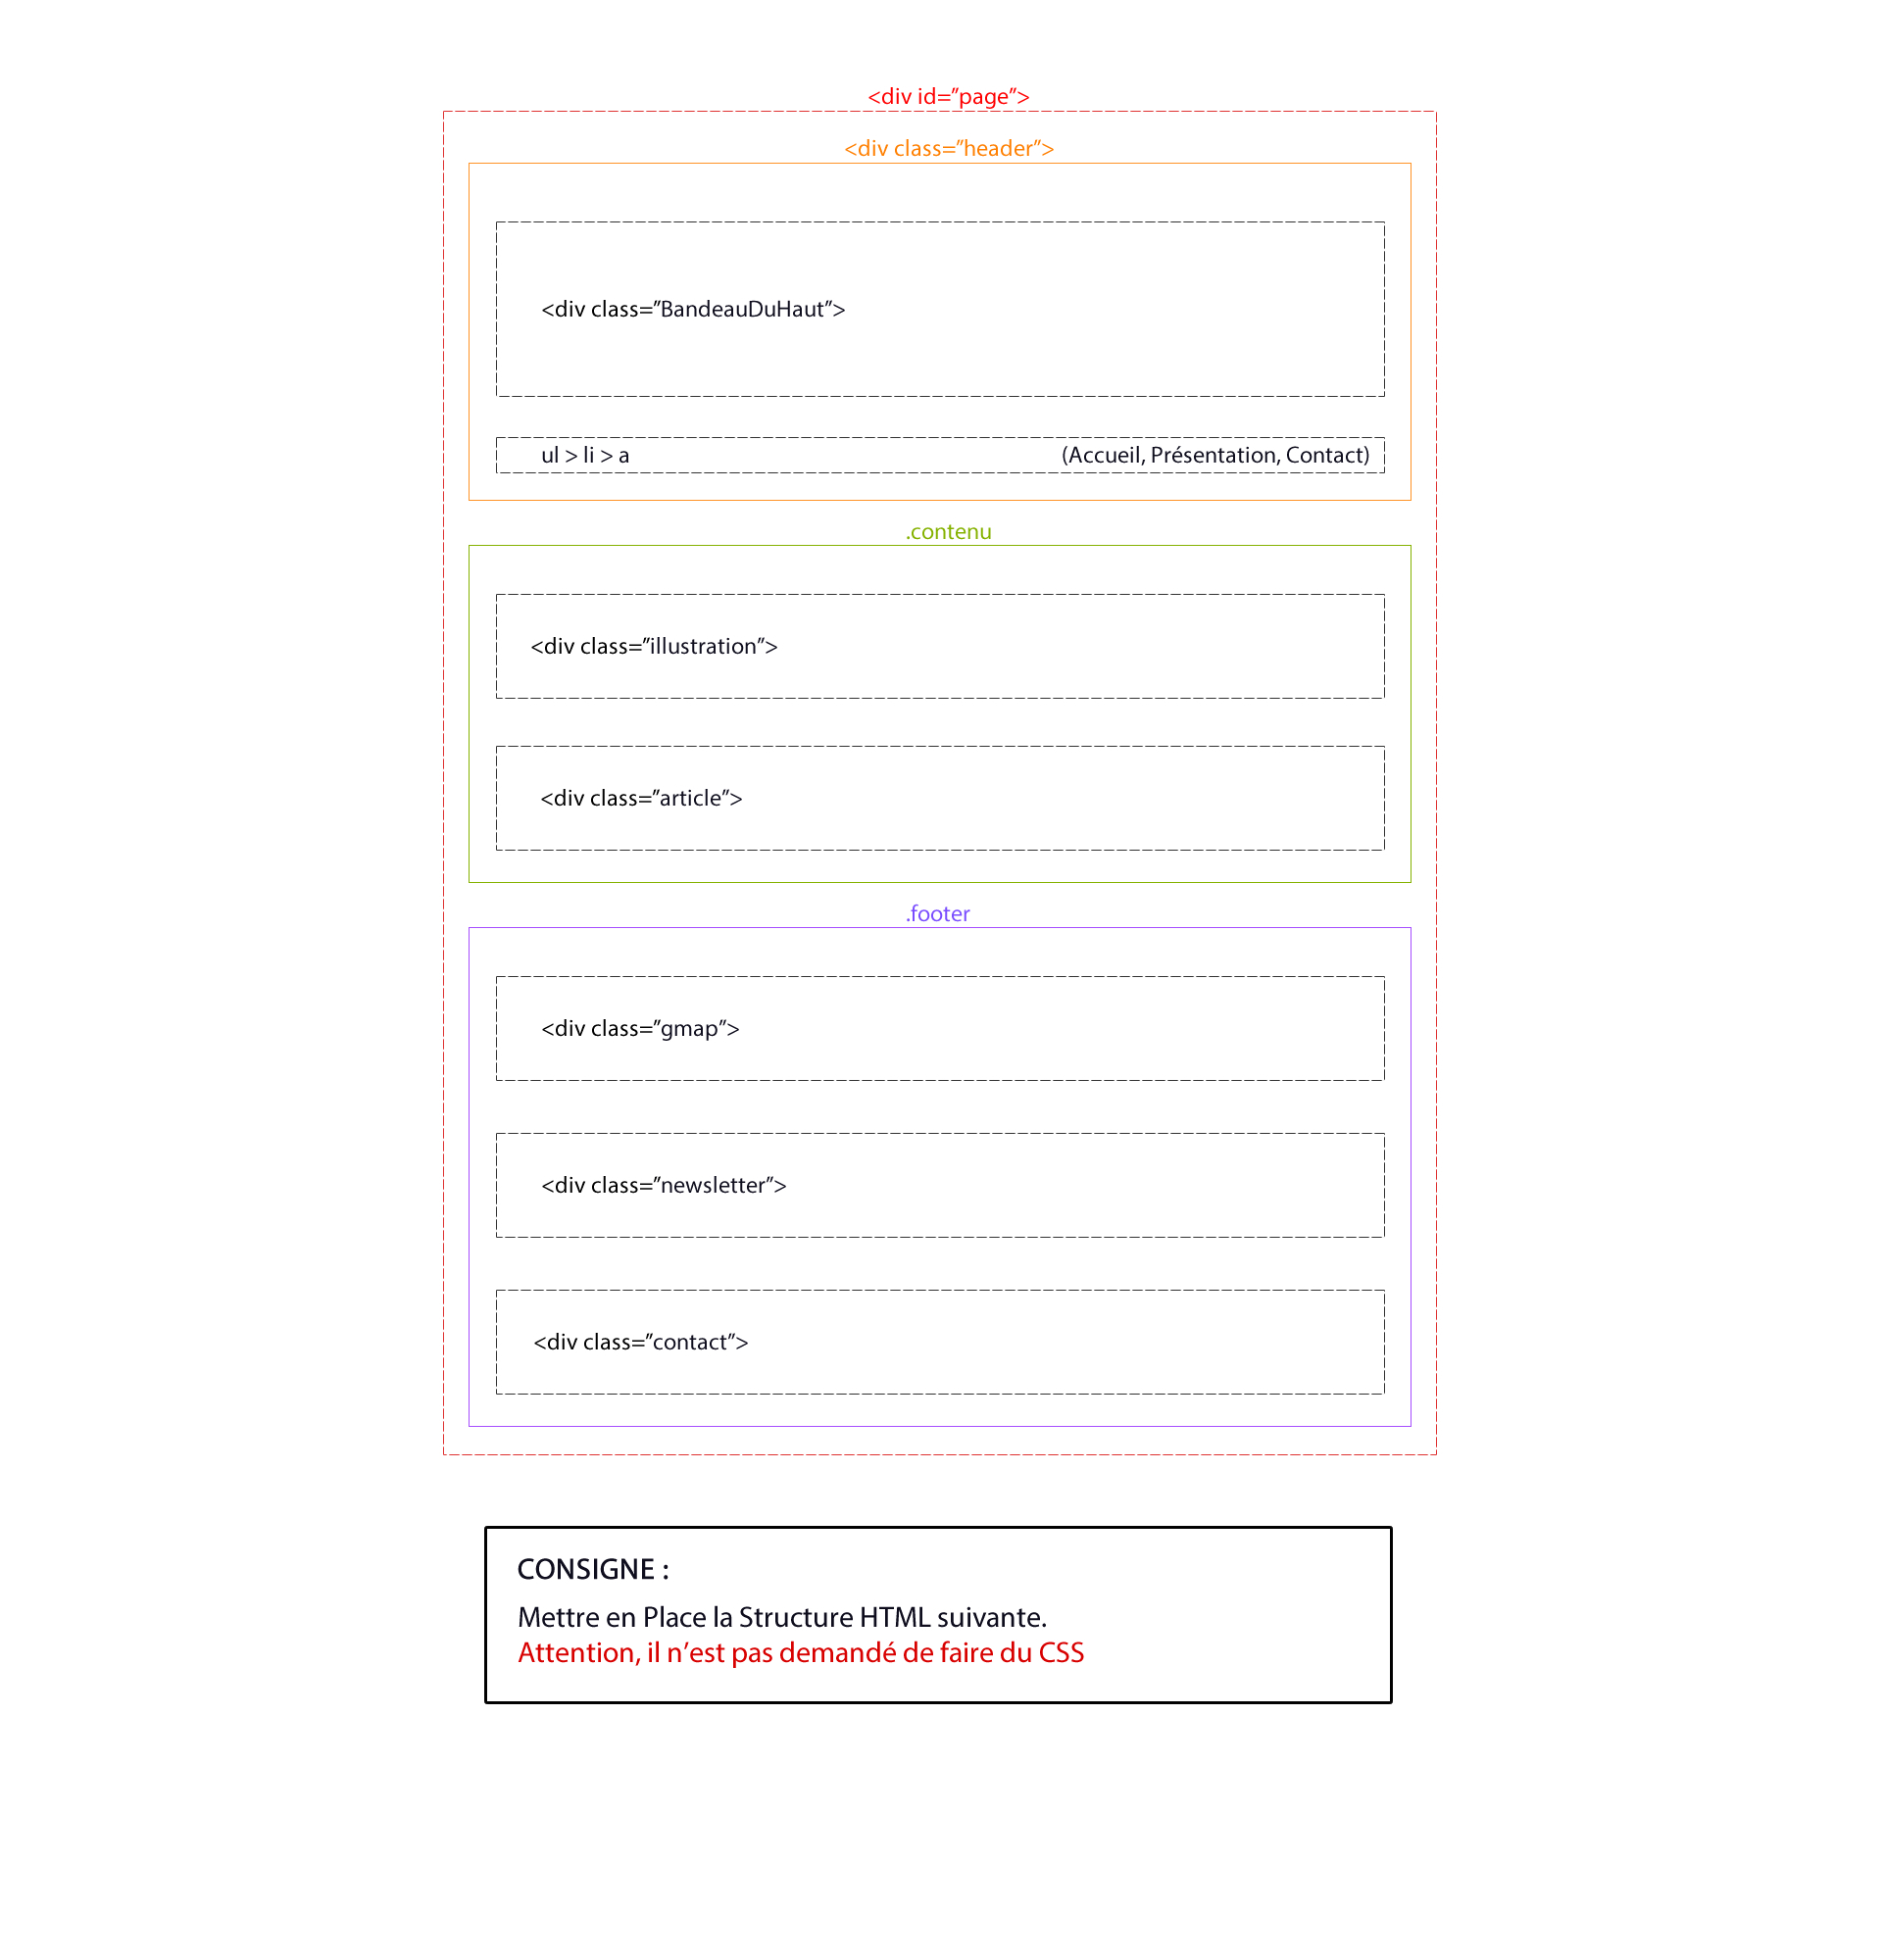 <div id=”page”>
<div class=”header”>
<div class=”BandeauDuHaut”>
ul > li > a (Accueil, Présentation, Contact)
.contenu
<div class=”illustration”>
<div class=”article”>
.footer
<div class=”gmap”>
<div class=”newsletter”>
<div class=”contact”>
CONSIGNE :
Mettre en Place la Structure HTML suivante.
Attention, il n’est pas demandé de faire du CSS